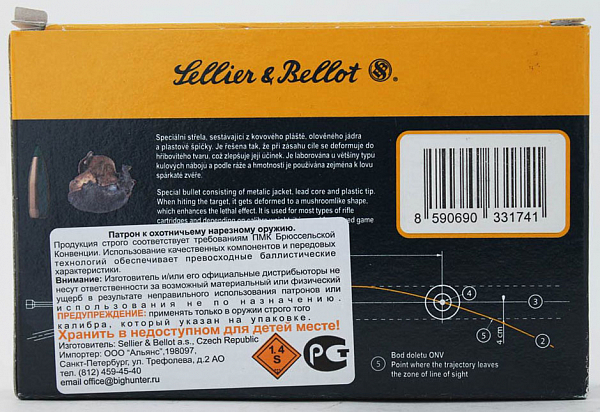 Sellier & Bellot S&B ®
Speciální střela, sestávající z kovového pláště, olověného jádra
a plastové špičky. Je řešena tak, že při zásahu cíle se deformuje do
hřibovitého tvaru, což zlepšuje její účinek. Je laborována u většiny typu
kulových nábojů a podle ráže a hmotnosti je používána zejména k lovu
spárkaté zvěře.
Special bullet consisting of metallic jacket, lead core and plastic tip.
When hiting the target, it gets deformed to a mushroomlike shape,
which enhances the lethal effect. It is used for most types of rifle
cartridges and depending on
game
8 590690 331741
Патрон к охотничьему нарезному оружию.
Продукция строго соответствует требованиям ПМК Брюссельской
Конвенции. Использование качественных компонентов и передовых
технологий обеспечивает превосходные баллистические
характеристики.
Внимание: Изготовитель и/или его официальные дистрибьюторы не
несут ответственности за возможный материальный или физический
ущерб в результате неправильного использования патронов или
использования не по назначению.
ПРЕДУПРЕЖДЕНИЕ: применять только в оружии строго того
калибра, который указан на упаковке.
Хранить в недоступном для детей месте!
Изготовитель: Sellier & Bellot a.s., Czech Republic
Импортер: ООО "Альянс",198097,
Санкт-Петербург, ул. Трефолева, д.2 АО
тел. (812) 459-45-40
email office@bighunter.ru
1.4
S
РСТ
4
3
4 cm
2
5
Bod doletu ONV
Point where the trajectory leaves
the zone of line of sight